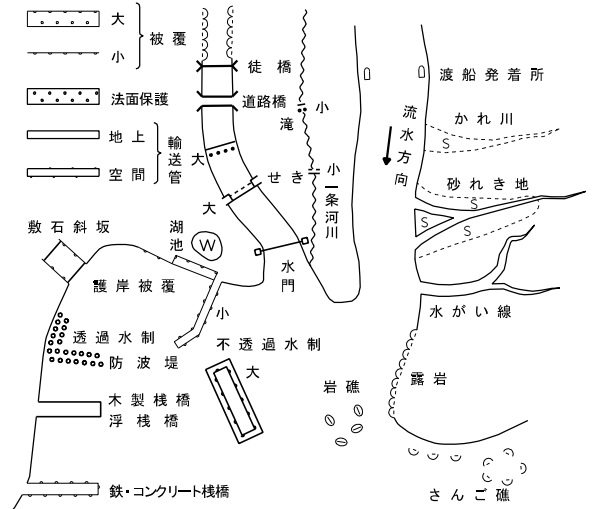 大
小
被覆
法面保護
地上
空間
輸送管
徒橋
道路橋
小
滝
大
せき
小
大
一条河川
水門
渡船発着所
流水方向
かれ川
S
砂れき地
S
S
S
敷石斜坂
湖池
W
護岸被覆
小
透過水制
防波堤
不透過水制
大
木製桟橋
浮桟橋
鉄・コンクリート桟橋
水がい線
露岩
岩礁
さんご礁